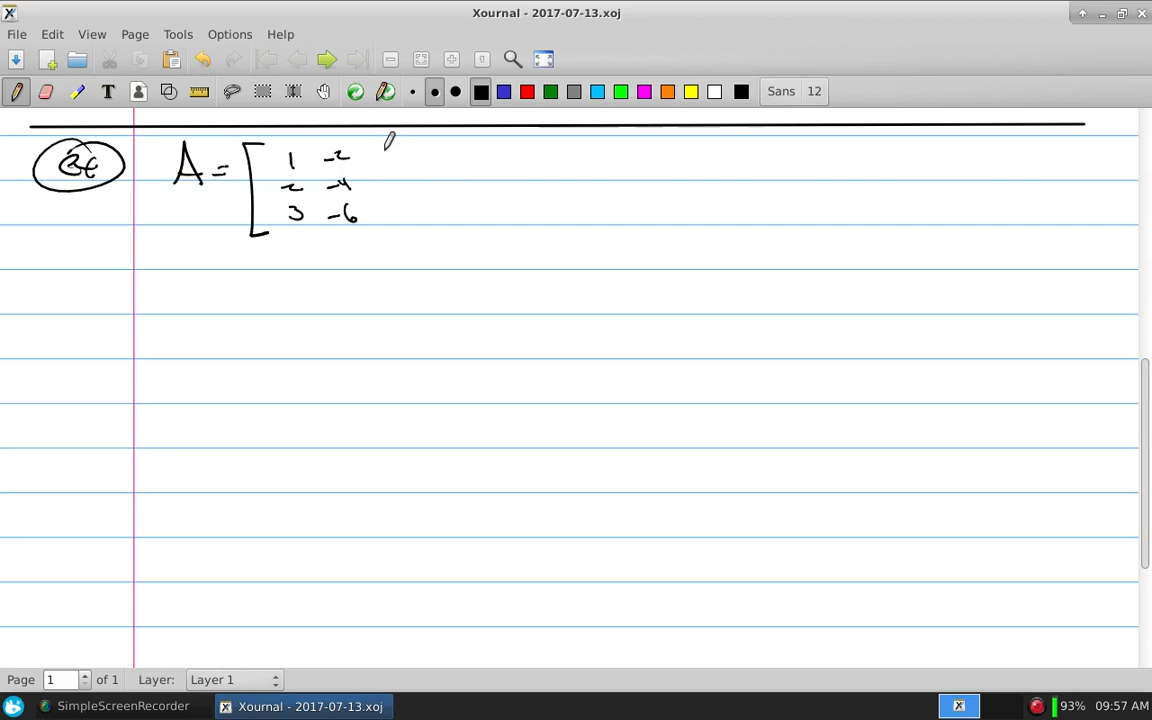 Xournal - 2017-07-13.xoj
File Edit View Page Tools Options Help
T Sans 12
A = [ 1 -2
2 -4
3 -6
Page 1 of 1 Layer: Layer 1
SimpleScreenRecorder Xournal - 2017-07-13.xoj 93% 09:57 AM